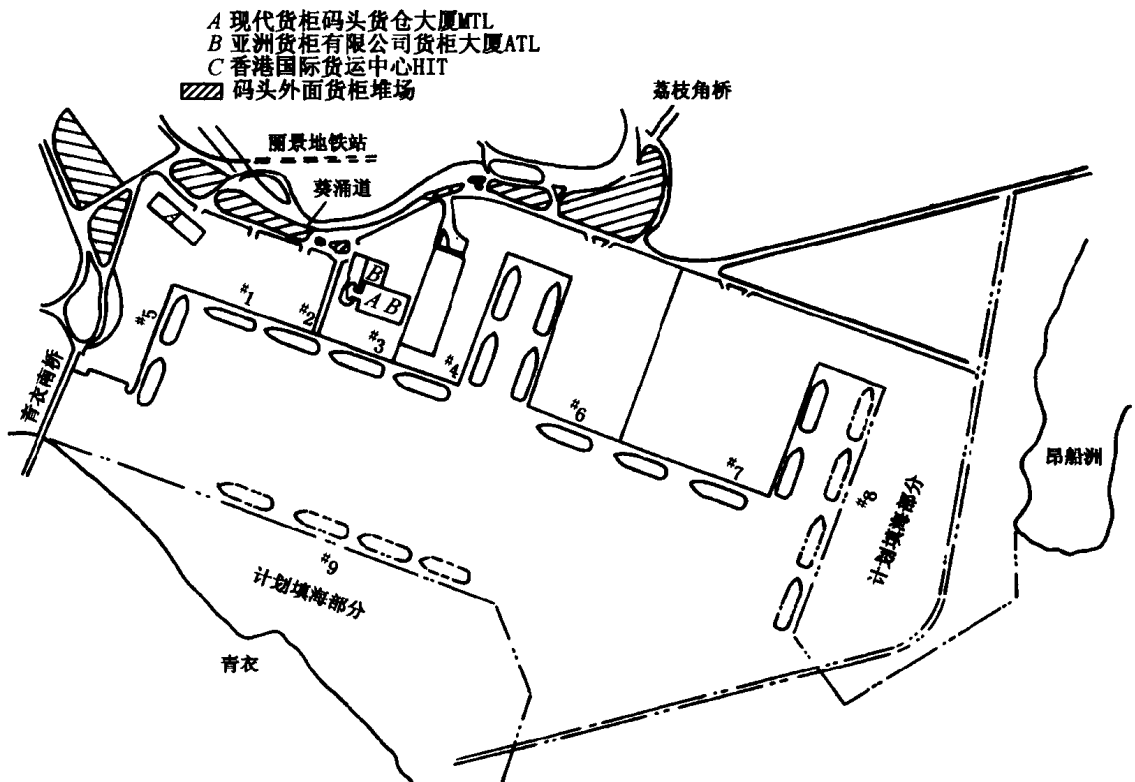 A 现代货柜码头货仓大厦MTL
B 亚洲货柜有限公司货柜大厦ATL
C 香港国际货运中心HIT
码头外面货柜堆场
荔枝角桥
丽景地铁站
葵涌道
A
B
A B
#1
#2
#3
#4
#5
#6
#7
#8
#9
青衣南桥
昂船洲
计划填海部分
计划填海部分
青衣